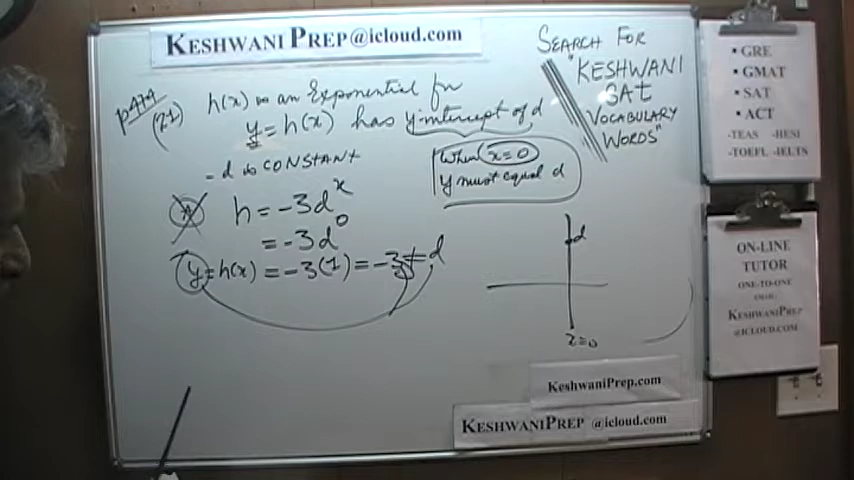 KESHWANI PREP@icloud.com
p474
(21) h(x) is an Exponential fn
y = h(x) has y-intercept of d
= d is CONSTANT
When x=0
y must equal d
A h = -3d^x
= -3d^0
y = h(x) = -3(1) = -3 ≠ d
d
x=0
SEARCH FOR
"KESHWANI
SAT
VOCABULARY
WORDS"
• GRE
• GMAT
• SAT
• ACT
-TEAS -HESI
-TOEFL -IELTS
ON-LINE
TUTOR
ONE-TO-ONE
KESHWANIPREP
@ICLOUD.COM
KESHWANIPREP.COM
KESHWANIPREP @icloud.com